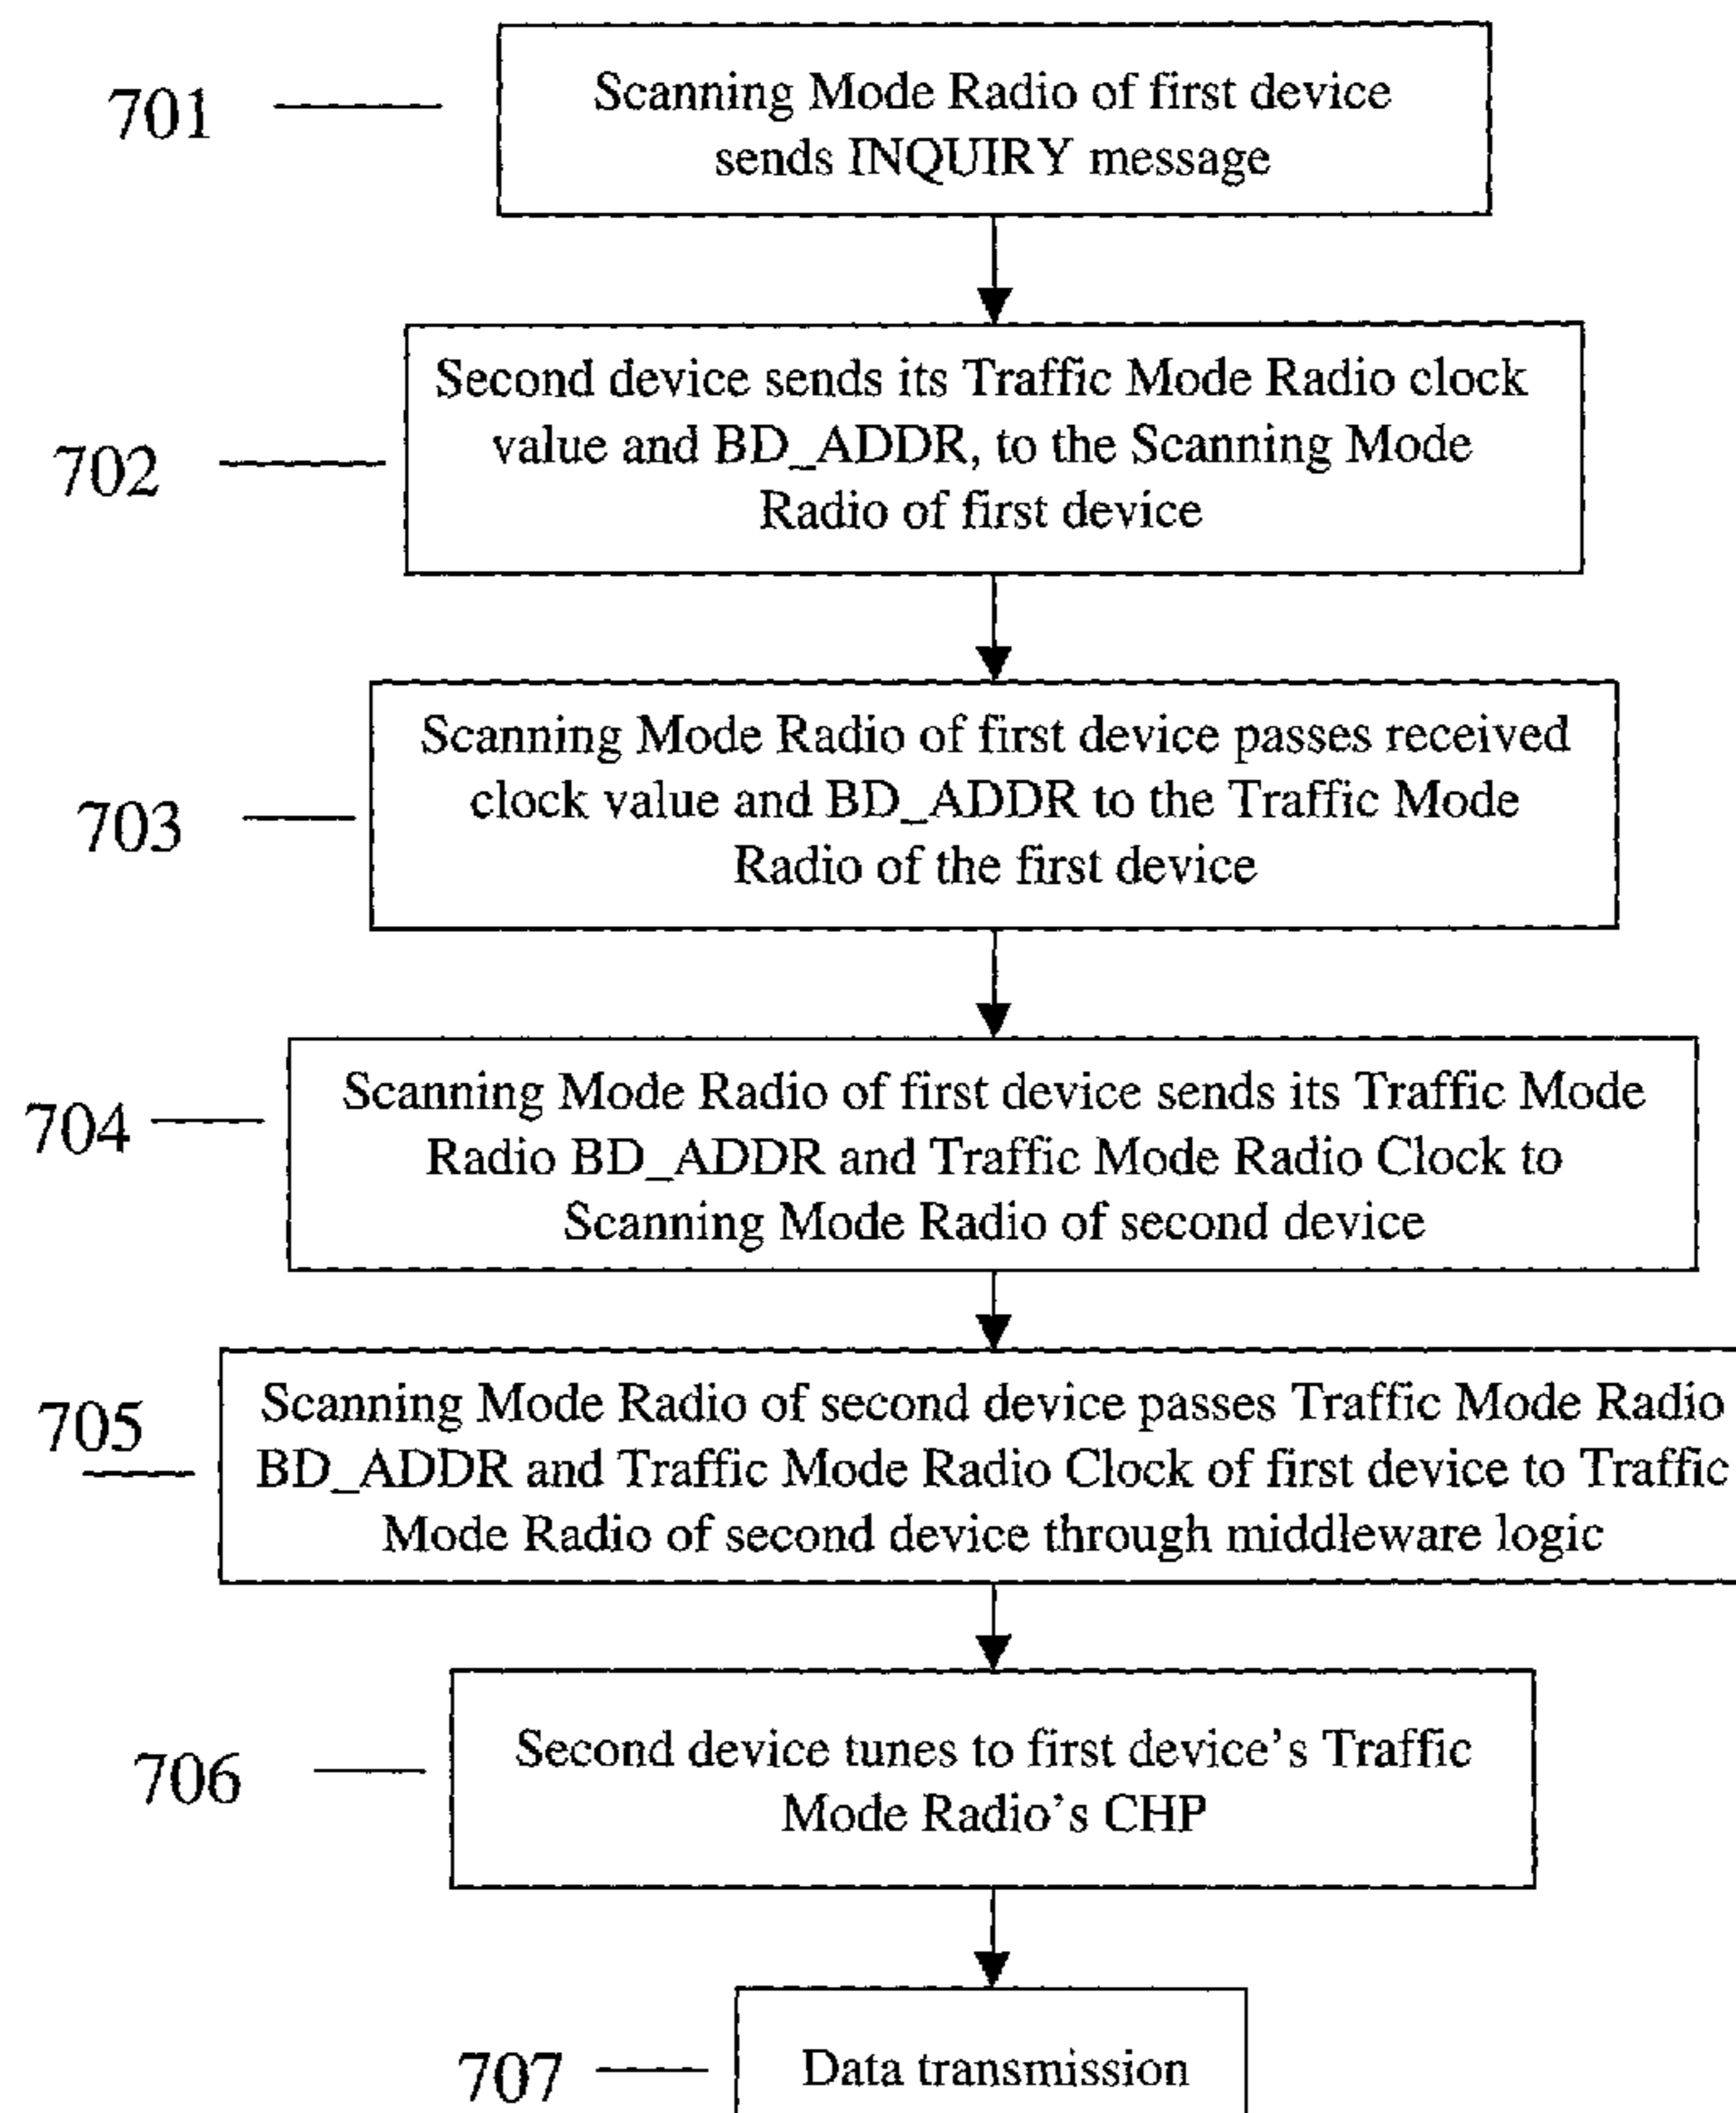 701
Scanning Mode Radio of first device
sends INQUIRY message
702
Second device sends its Traffic Mode Radio clock
value and BD_ADDR, to the Scanning Mode
Radio of first device
703
Scanning Mode Radio of first device passes received
clock value and BD_ADDR to the Traffic Mode
Radio of the first device
704
Scanning Mode Radio of first device sends its Traffic Mode
Radio BD_ADDR and Traffic Mode Radio Clock to
Scanning Mode Radio of second device
705
Scanning Mode Radio of second device passes Traffic Mode Radio
BD_ADDR and Traffic Mode Radio Clock of first device to Traffic
Mode Radio of second device through middleware logic
706
Second device tunes to first device's Traffic
Mode Radio's CHP
707
Data transmission